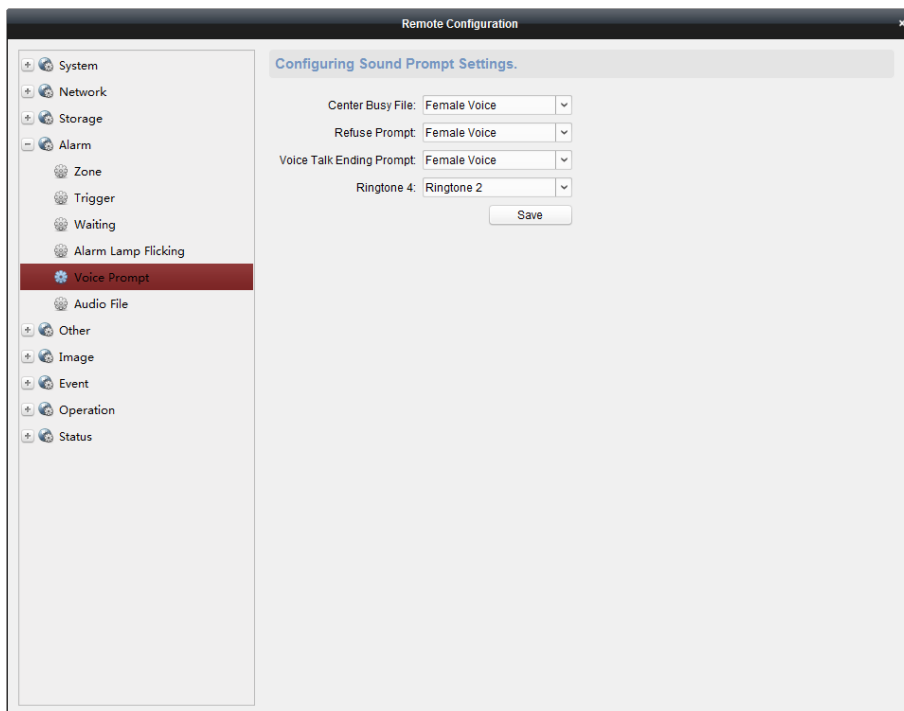 Remote Configuration
System
Network
Storage
Alarm
Zone
Trigger
Waiting
Alarm Lamp Flicking
Voice Prompt
Audio File
Other
Image
Event
Operation
Status
Configuring Sound Prompt Settings.
Center Busy File: Female Voice
Refuse Prompt: Female Voice
Voice Talk Ending Prompt: Female Voice
Ringtone 4: Ringtone 2
Save